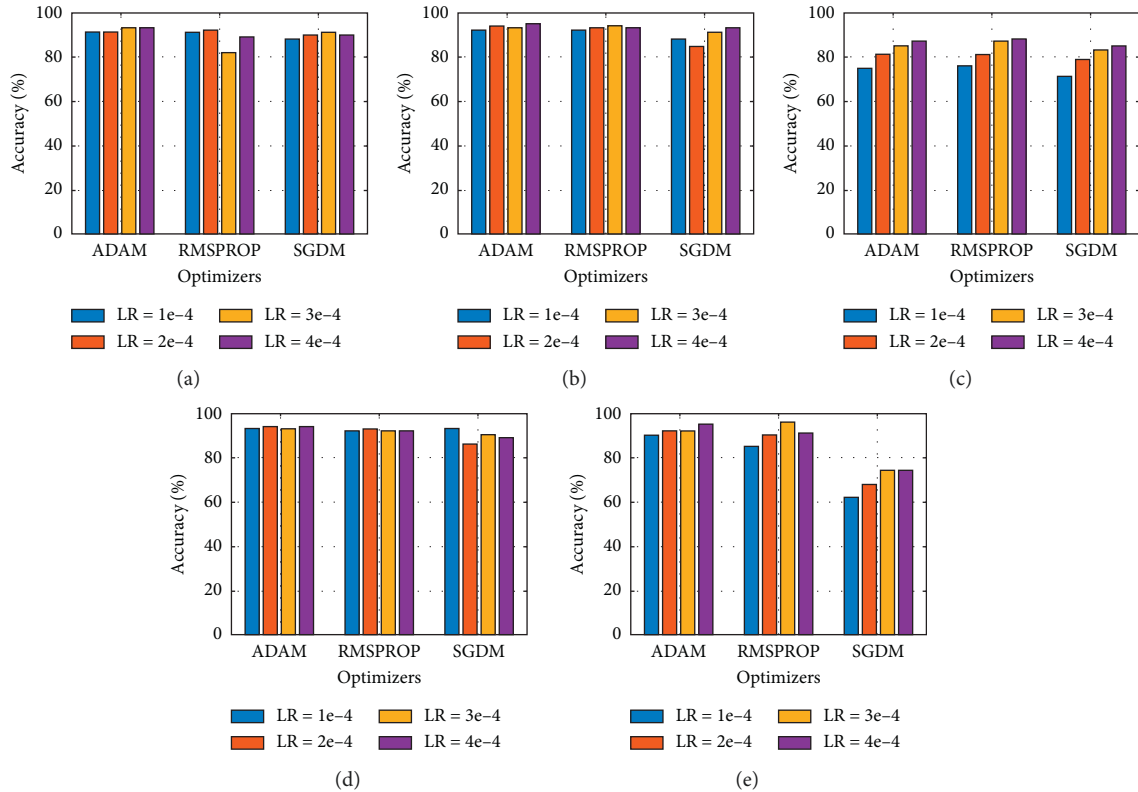 100
80
60
40
20
0
Accuracy (%)
ADAM RMSPROP SGDM
Optimizers
LR = 1e–4 LR = 3e–4
LR = 2e–4 LR = 4e–4
(a)
100
80
60
40
20
0
Accuracy (%)
ADAM RMSPROP SGDM
Optimizers
LR = 1e–4 LR = 3e–4
LR = 2e–4 LR = 4e–4
(b)
100
80
60
40
20
0
Accuracy (%)
ADAM RMSPROP SGDM
Optimizers
LR = 1e–4 LR = 3e–4
LR = 2e–4 LR = 4e–4
(c)
100
80
60
40
20
0
Accuracy (%)
ADAM RMSPROP SGDM
Optimizers
LR = 1e–4 LR = 3e–4
LR = 2e–4 LR = 4e–4
(d)
100
80
60
40
20
0
Accuracy (%)
ADAM RMSPROP SGDM
Optimizers
LR = 1e–4 LR = 3e–4
LR = 2e–4 LR = 4e–4
(e)